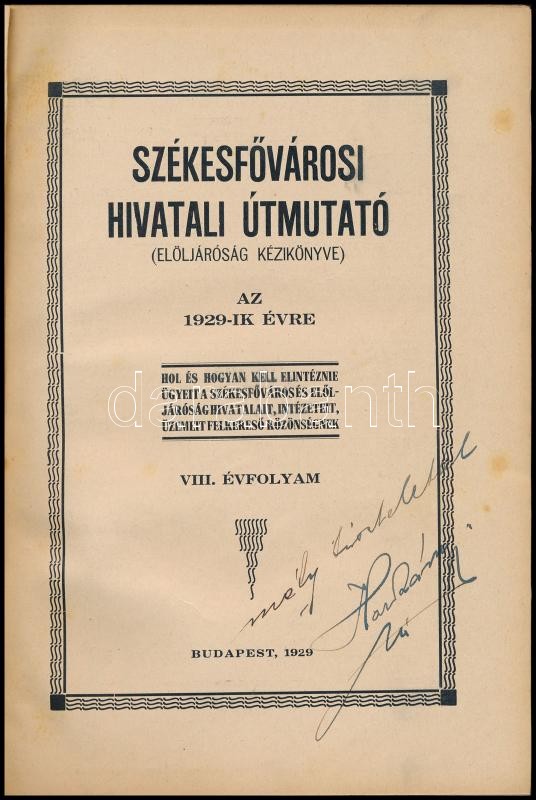 SZÉKESFŐVÁROSI
HIVATALI ÚTMUTATÓ
(ELÖLJÁRÓSÁG KÉZIKÖNYVE)
AZ
1929-IK ÉVRE
HOL ÉS HOGYAN KELL ELINTÉZNIE
ÜGYEIT A SZÉKESFŐVÁROS ÉS ELÖL-
JÁRÓSÁG HIVATALAIT, INTÉZETEIT,
ÜZEMEIT FELKERESŐ KÖZÖNSÉGNEK
VIII. ÉVFOLYAM
mély tisztelettel
BUDAPEST, 1929